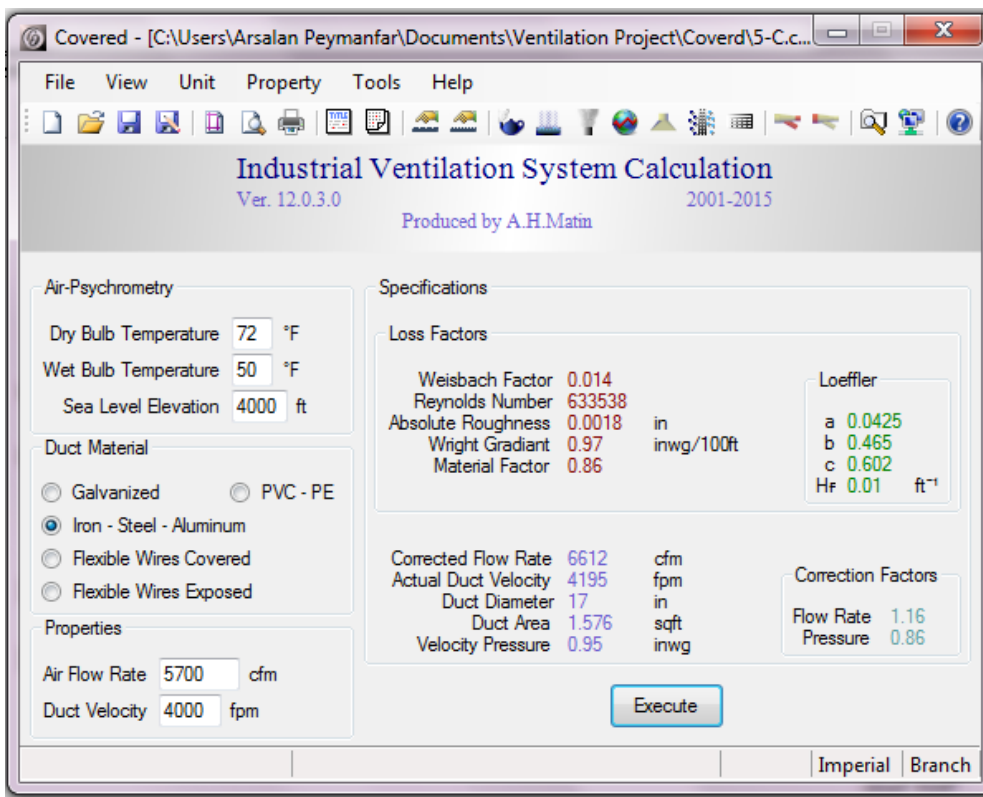 Covered - [C:\Users\Arsalan Peymanfar\Documents\Ventilation Project\Coverd\5-C.c...
File View Unit Property Tools Help
Industrial Ventilation System Calculation
Ver. 12.0.3.0 2001-2015
Produced by A.H.Matin
Air-Psychrometry
Dry Bulb Temperature 72 °F
Wet Bulb Temperature 50 °F
Sea Level Elevation 4000 ft
Duct Material
Galvanized PVC - PE
Iron - Steel - Aluminum
Flexible Wires Covered
Flexible Wires Exposed
Properties
Air Flow Rate 5700 cfm
Duct Velocity 4000 fpm
Specifications
Loss Factors
Weisbach Factor 0.014
Reynolds Number 633538
Absolute Roughness 0.0018 in
Wright Gradiant 0.97 inwg/100ft
Material Factor 0.86
Loeffler
a 0.0425
b 0.465
c 0.602
HF 0.01 ft⁻¹
Corrected Flow Rate 6612 cfm
Actual Duct Velocity 4195 fpm
Duct Diameter 17 in
Duct Area 1.576 sqft
Velocity Pressure 0.95 inwg
Correction Factors
Flow Rate 1.16
Pressure 0.86
Execute
Imperial Branch